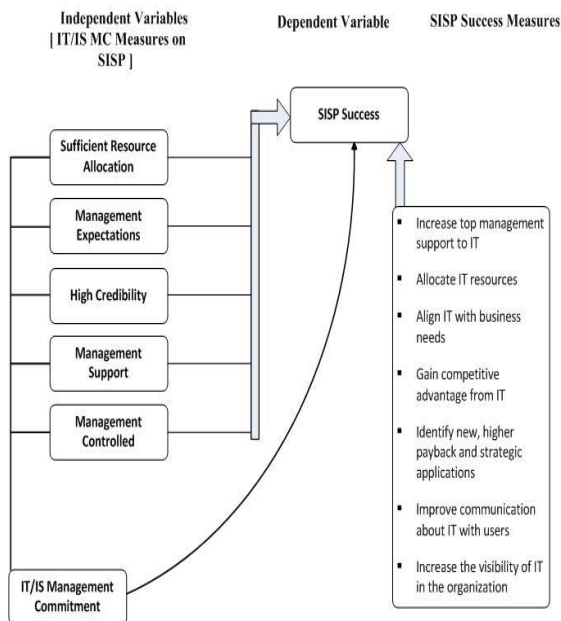 Independent Variables
[ IT/IS MC Measures on
SISP ]
Dependent Variable
SISP Success Measures
SISP Success
Sufficient Resource
Allocation
Management
Expectations
High Credibility
Management
Support
Management
Controlled
IT/IS Management
Commitment
▪ Increase top management
support to IT
▪ Allocate IT resources
▪ Align IT with business
needs
▪ Gain competitive
advantage from IT
▪ Identify new, higher
payback and strategic
applications
▪ Improve communication
about IT with users
▪ Increase the visibility of IT
in the organization